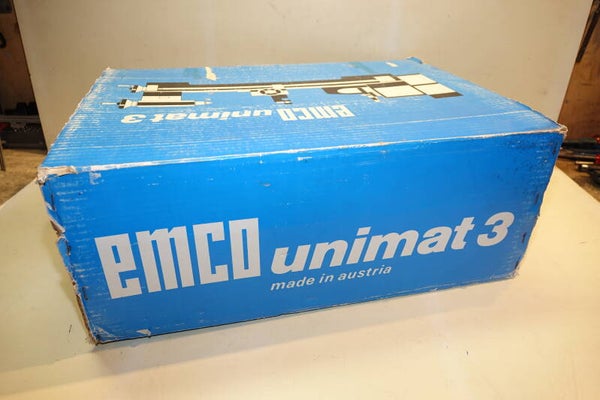 emco
unimat 3
emco unimat 3
made in austria